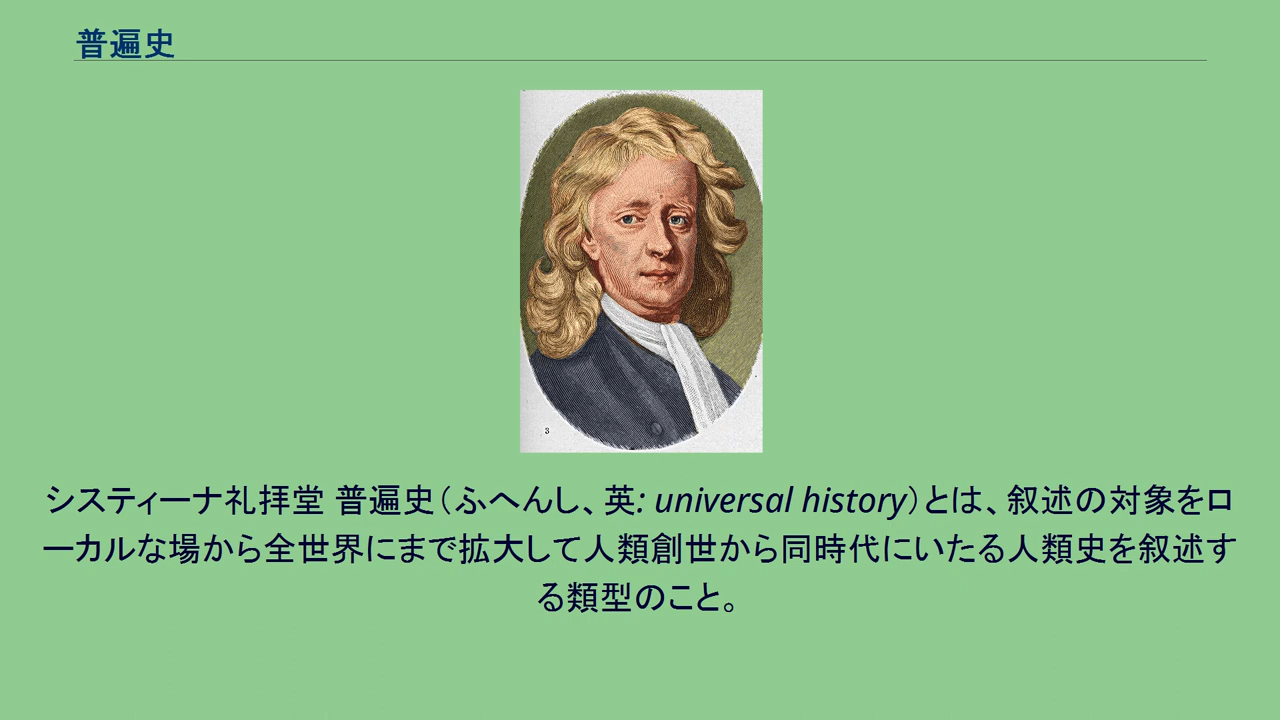 普遍史
3
システィーナ礼拝堂 普遍史（ふへんし、英: universal history）とは、叙述の対象をロ
ーカルな場から全世界にまで拡大して人類創世から同時代にいたる人類史を叙述す
る類型のこと。